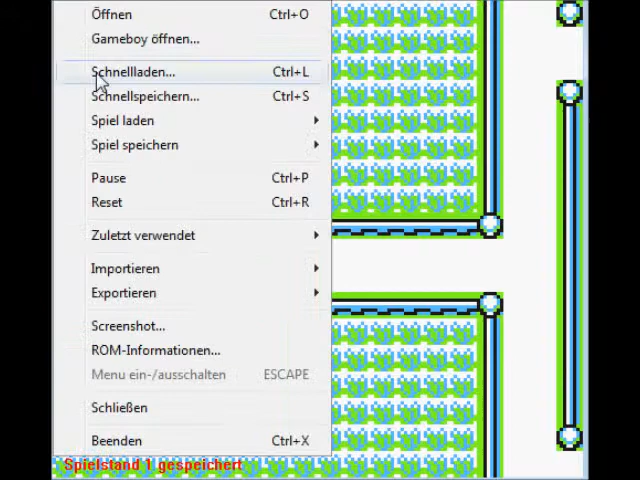 Öffnen Ctrl+O
Gameboy öffnen...
Schnellladen... Ctrl+L
Schnellspeichern... Ctrl+S
Spiel laden
Spiel speichern
Pause Ctrl+P
Reset Ctrl+R
Zuletzt verwendet
Importieren
Exportieren
Screenshot...
ROM-Informationen...
Menu ein-/ausschalten ESCAPE
Schließen
Beenden Ctrl+X
Spielstand 1 gespeichert